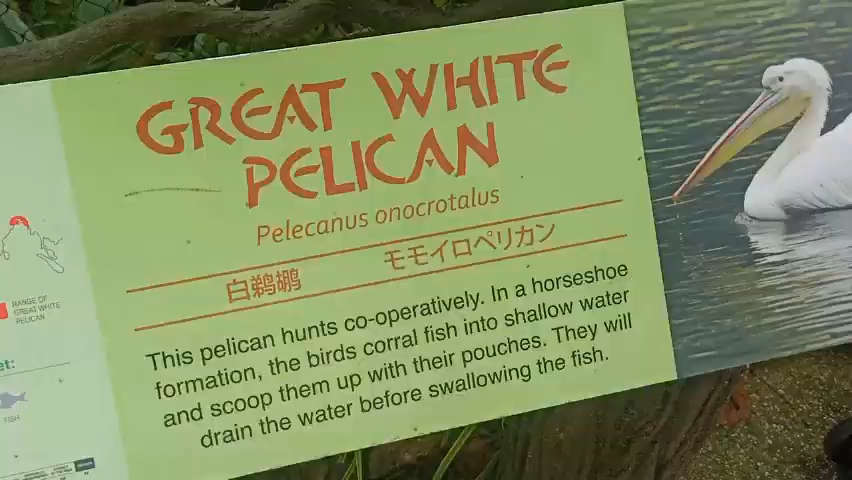 GREAT WHITE
PELICAN
Pelecanus onocrotalus
白鹈鹕 モモイロペリカン
This pelican hunts co-operatively. In a horseshoe
formation, the birds corral fish into shallow water
and scoop them up with their pouches. They will
drain the water before swallowing the fish.
RANGE OF
GREAT WHITE
PELICAN
et:
FISH